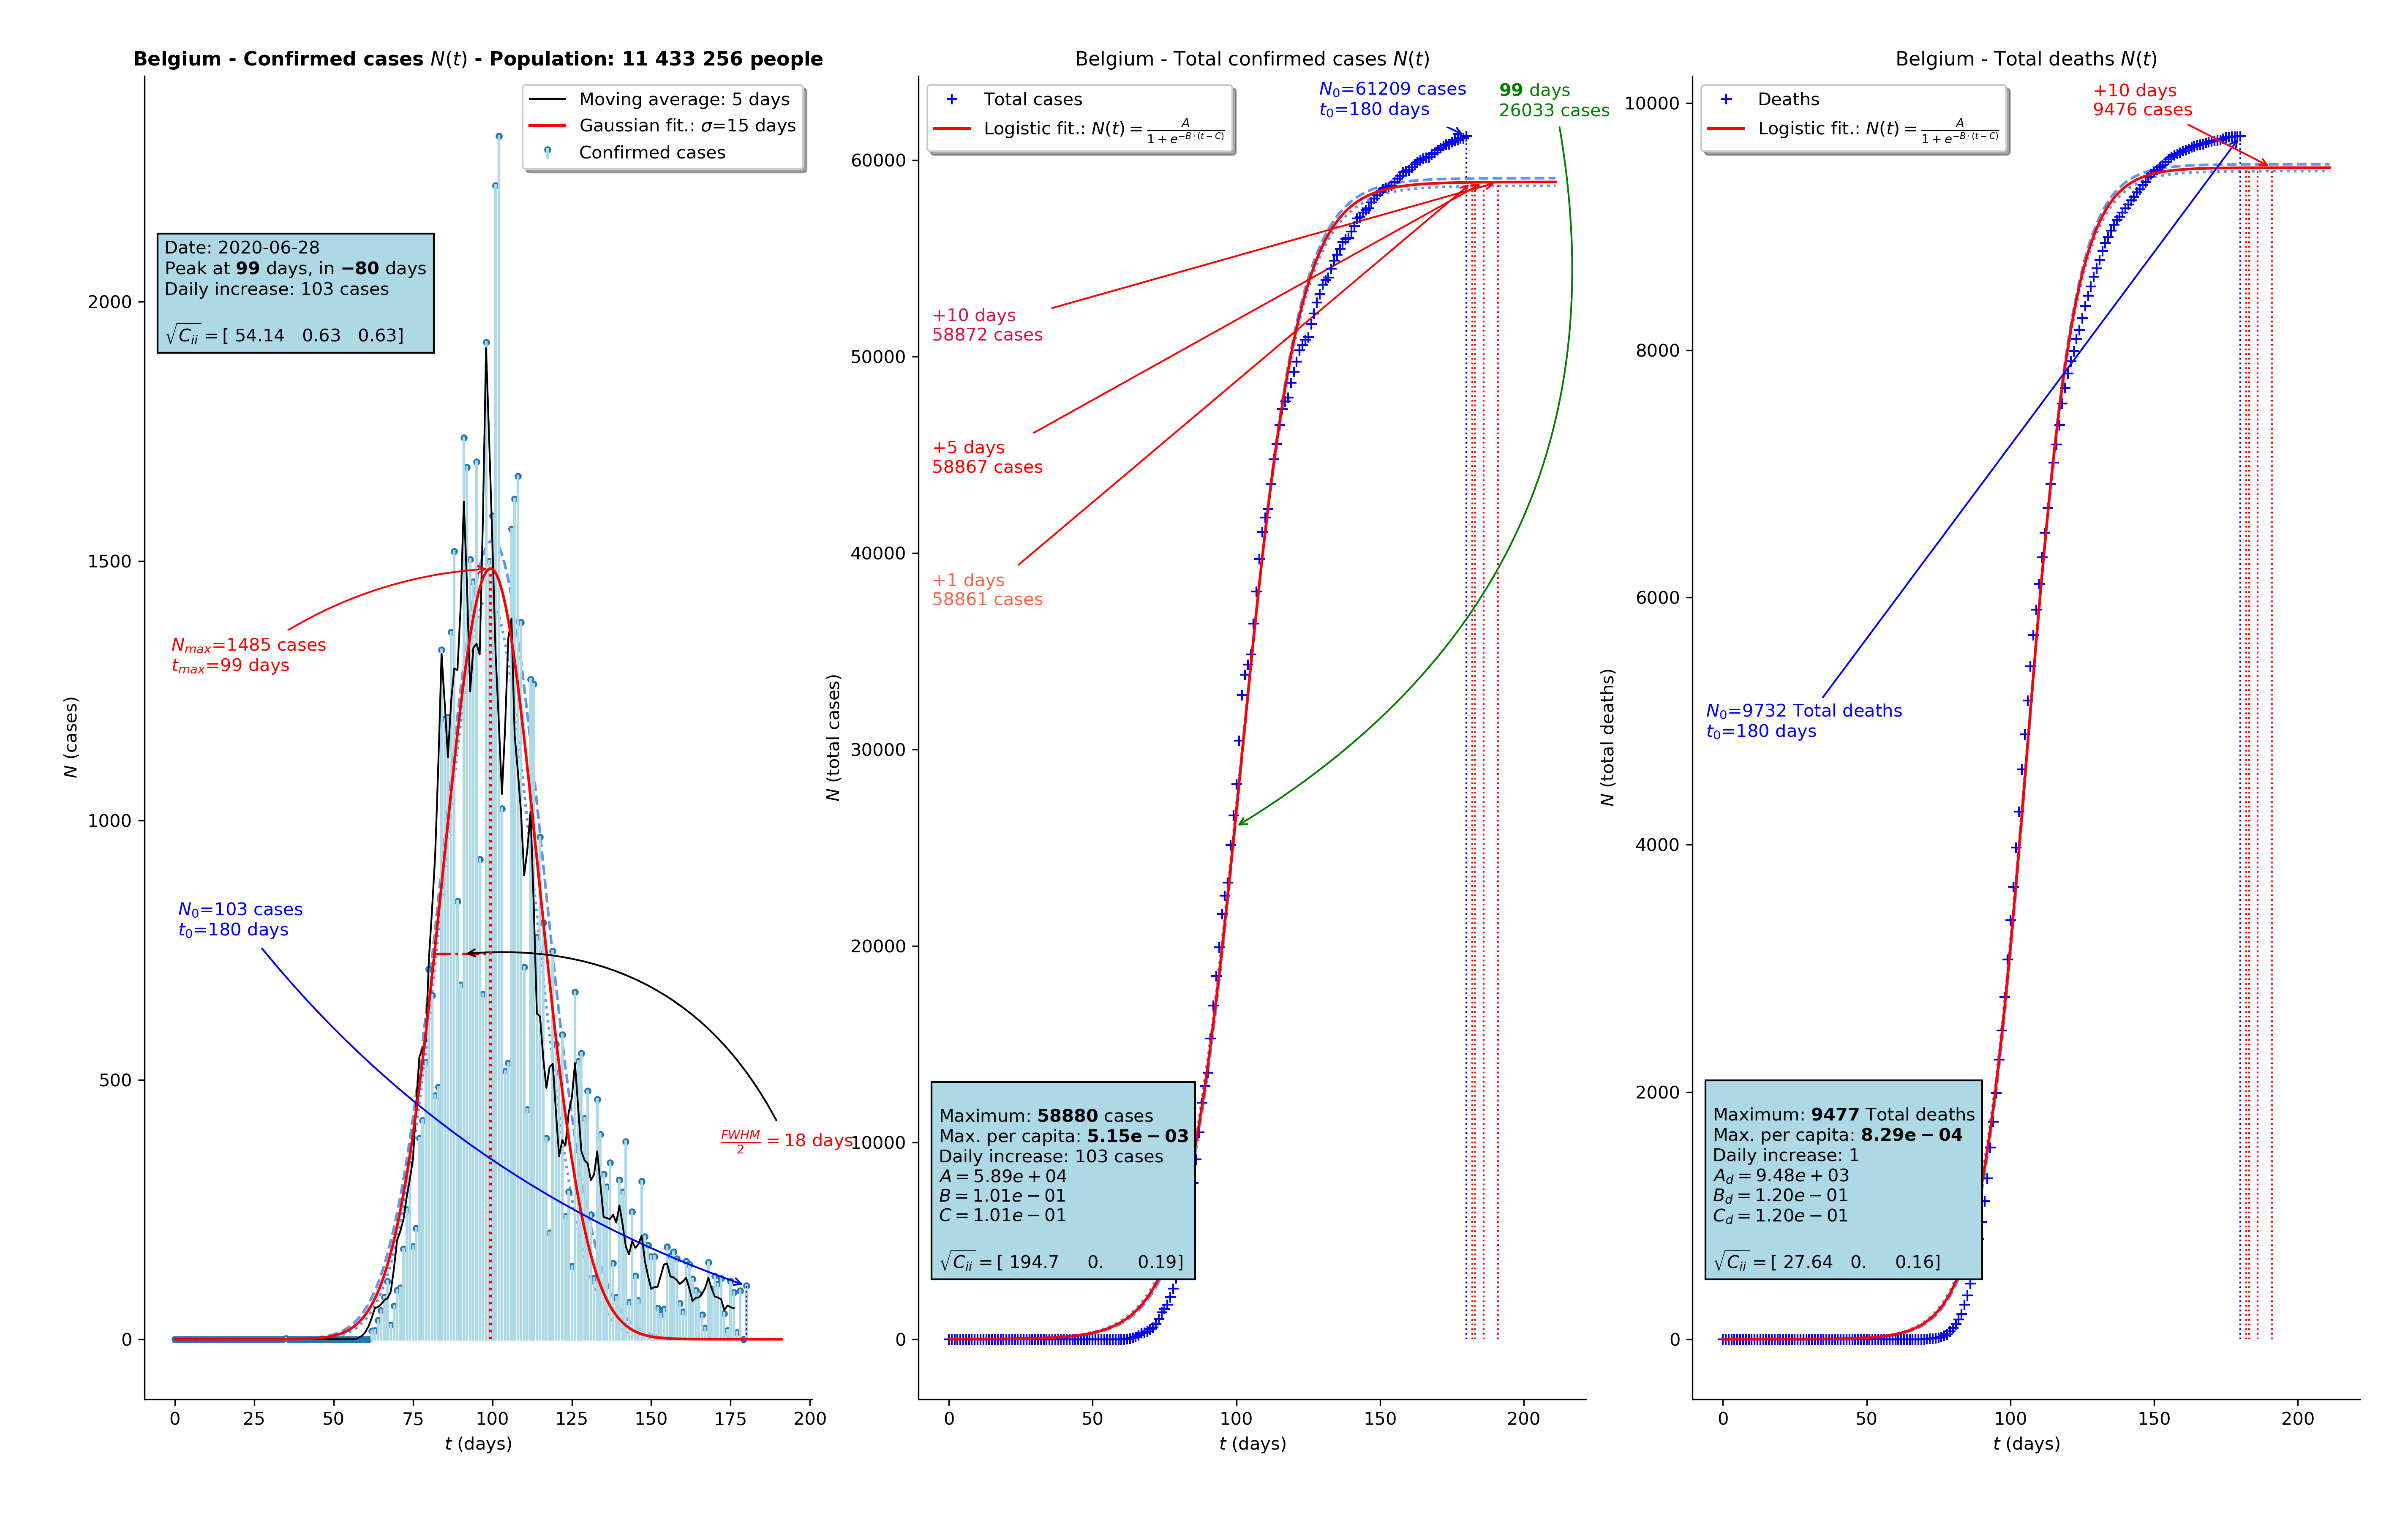 Belgium - Confirmed cases N(t) - Population: 11 433 256 people
Moving average: 5 days
Gaussian fit.: σ=15 days
Confirmed cases
Date: 2020-06-28
Peak at 99 days, in −80 days
Daily increase: 103 cases
√C_ii = [ 54.14 0.63 0.63]
N_max=1485 cases
t_max=99 days
N_0=103 cases
t_0=180 days
FWHM/2 = 18 days
N (cases)
2000
1500
1000
500
0
0 25 50 75 100 125 150 175 200
t (days)
Belgium - Total confirmed cases N(t)
Total cases
Logistic fit.: N(t) = A/(1 + e^{−B·(t−C)})
N_0=61209 cases
t_0=180 days
99 days
26033 cases
+10 days
58872 cases
+5 days
58867 cases
+1 days
58861 cases
Maximum: 58880 cases
Max. per capita: 5.15e − 03
Daily increase: 103 cases
A = 5.89e + 04
B = 1.01e − 01
C = 1.01e − 01
√C_ii = [ 194.7 0. 0.19]
N (total cases)
60000
50000
40000
30000
20000
10000
0
0 50 100 150 200
t (days)
Belgium - Total deaths N(t)
Deaths
Logistic fit.: N(t) = A/(1 + e^{−B·(t−C)})
+10 days
9476 cases
N_0=9732 Total deaths
t_0=180 days
Maximum: 9477 Total deaths
Max. per capita: 8.29e − 04
Daily increase: 1
A_d = 9.48e + 03
B_d = 1.20e − 01
C_d = 1.20e − 01
√C_ii = [ 27.64 0. 0.16]
N (total deaths)
10000
8000
6000
4000
2000
0
0 50 100 150 200
t (days)